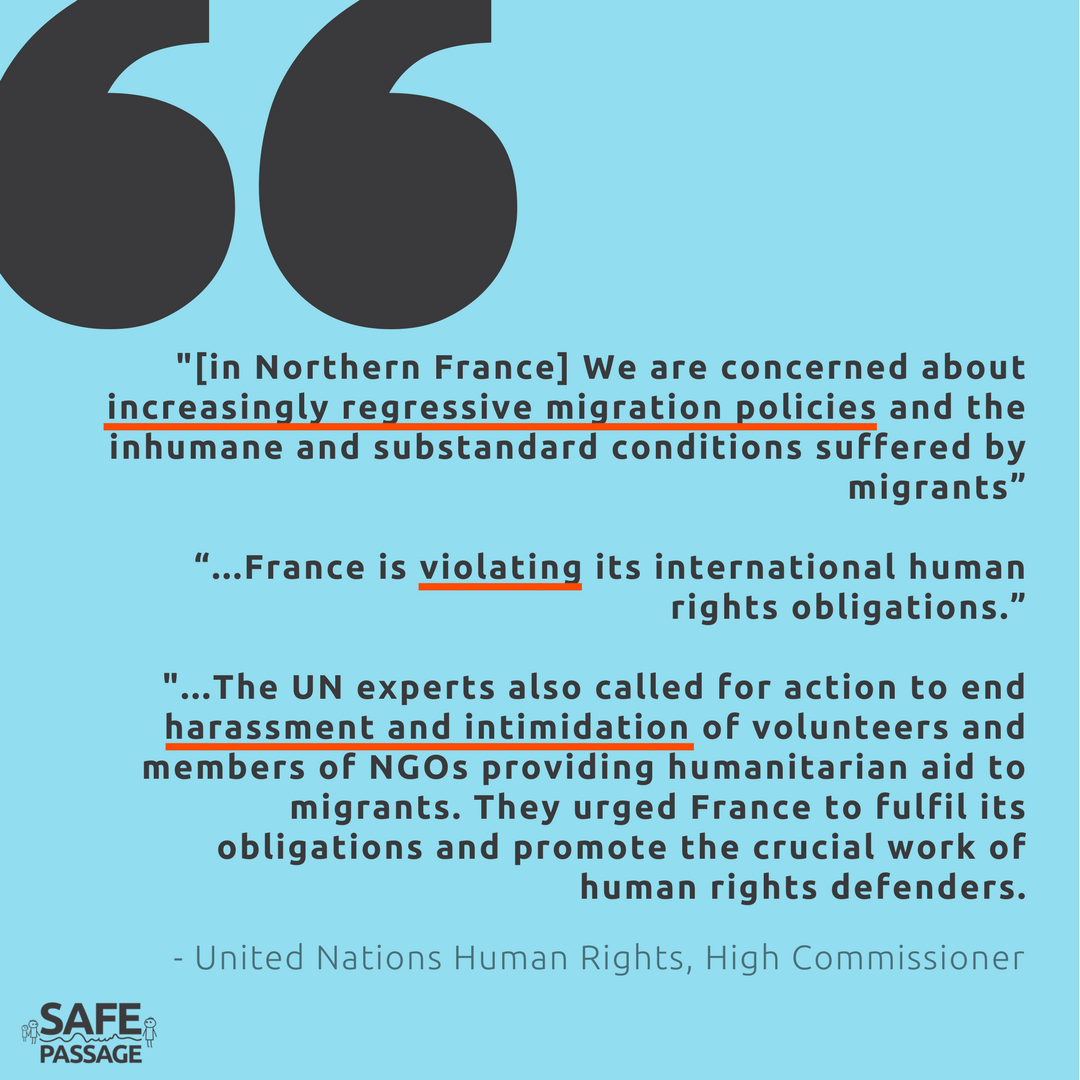 "[in Northern France] We are concerned about
increasingly regressive migration policies and the
inhumane and substandard conditions suffered by
migrants”
“...France is violating its international human
rights obligations.”
"...The UN experts also called for action to end
harassment and intimidation of volunteers and
members of NGOs providing humanitarian aid to
migrants. They urged France to fulfil its
obligations and promote the crucial work of
human rights defenders.
- United Nations Human Rights, High Commissioner
SAFE
PASSAGE